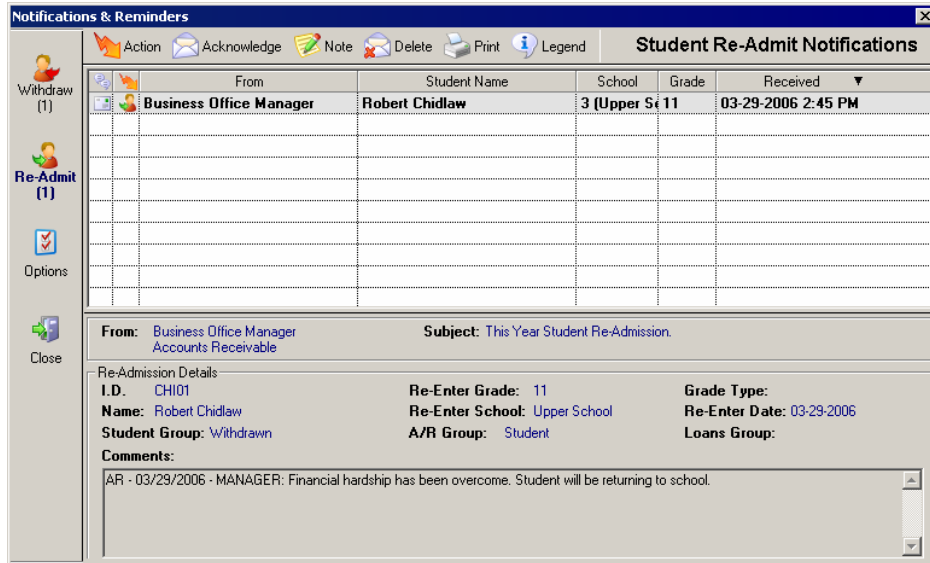 Notifications & Reminders
Action Acknowledge Note Delete Print Legend Student Re-Admit Notifications
Withdraw
(1)
Re-Admit
(1)
Options
Close
From Student Name School Grade Received
Business Office Manager Robert Chidlaw 3 (Upper Sc 11 03-29-2006 2:45 PM
From: Business Office Manager Subject: This Year Student Re-Admission.
Accounts Receivable
Re-Admission Details
I.D. CHI01 Re-Enter Grade: 11 Grade Type:
Name: Robert Chidlaw Re-Enter School: Upper School Re-Enter Date: 03-29-2006
Student Group: Withdrawn A/R Group: Student Loans Group:
Comments:
AR - 03/29/2006 - MANAGER: Financial hardship has been overcome. Student will be returning to school.